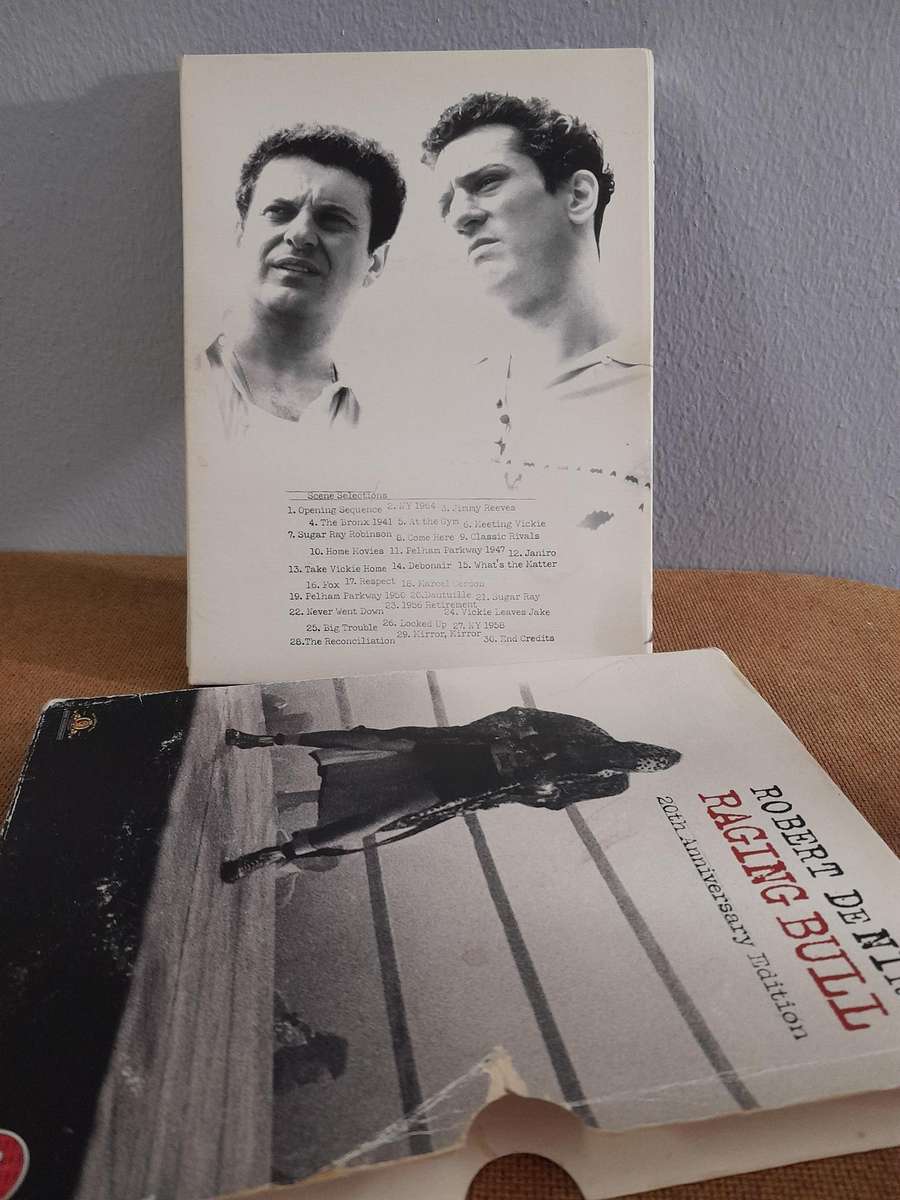 Scene Selections
1. Opening Sequence 2. NY 1964 3. Jimmy Reeves
4. The Bronx 1941 5. At the Gym 6. Meeting Vickie
7. Sugar Ray Robinson 8. Come Here 9. Classic Rivals
10. Home Movies 11. Pelham Parkway 1947 12. Janiro
13. Take Vickie Home 14. Debonair 15. What's the Matter
16. Fox 17. Respect 18. Marcel Cerdan
19. Pelham Parkway 1950 20. Dautuille 21. Sugar Ray
22. Never Went Down 23. 1956 Retirement 24. Vickie Leaves Jake
25. Big Trouble 26. Locked Up 27. NY 1958
28. The Reconciliation 29. Mirror, Mirror 30. End Credits
ROBERT DE NIR
RAGING BULL
20th Anniversary Edition